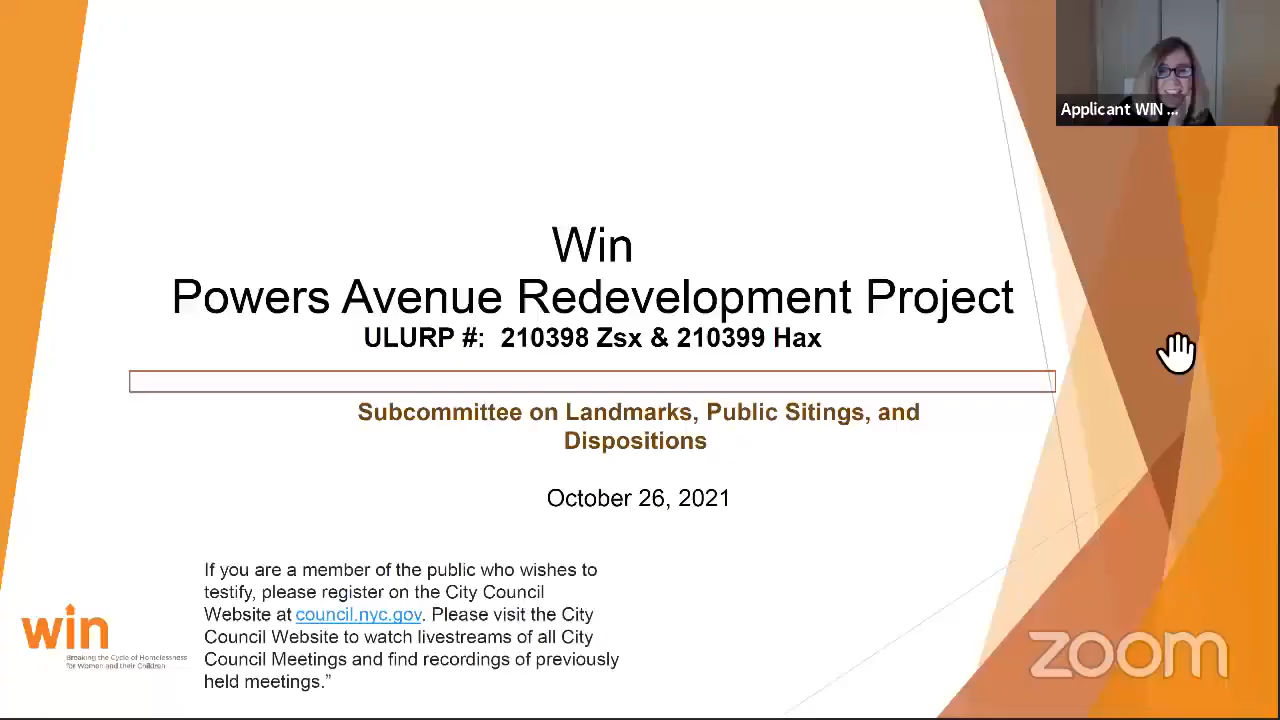 Applicant WIN ...
Win
Powers Avenue Redevelopment Project
ULURP #: 210398 Zsx & 210399 Hax
Subcommittee on Landmarks, Public Sitings, and
Dispositions
October 26, 2021
If you are a member of the public who wishes to
testify, please register on the City Council
Website at council.nyc.gov. Please visit the City
Council Website to watch livestreams of all City
Council Meetings and find recordings of previously
held meetings.”
win
Breaking the Cycle of Homelessness
for Women and their Children
zoom